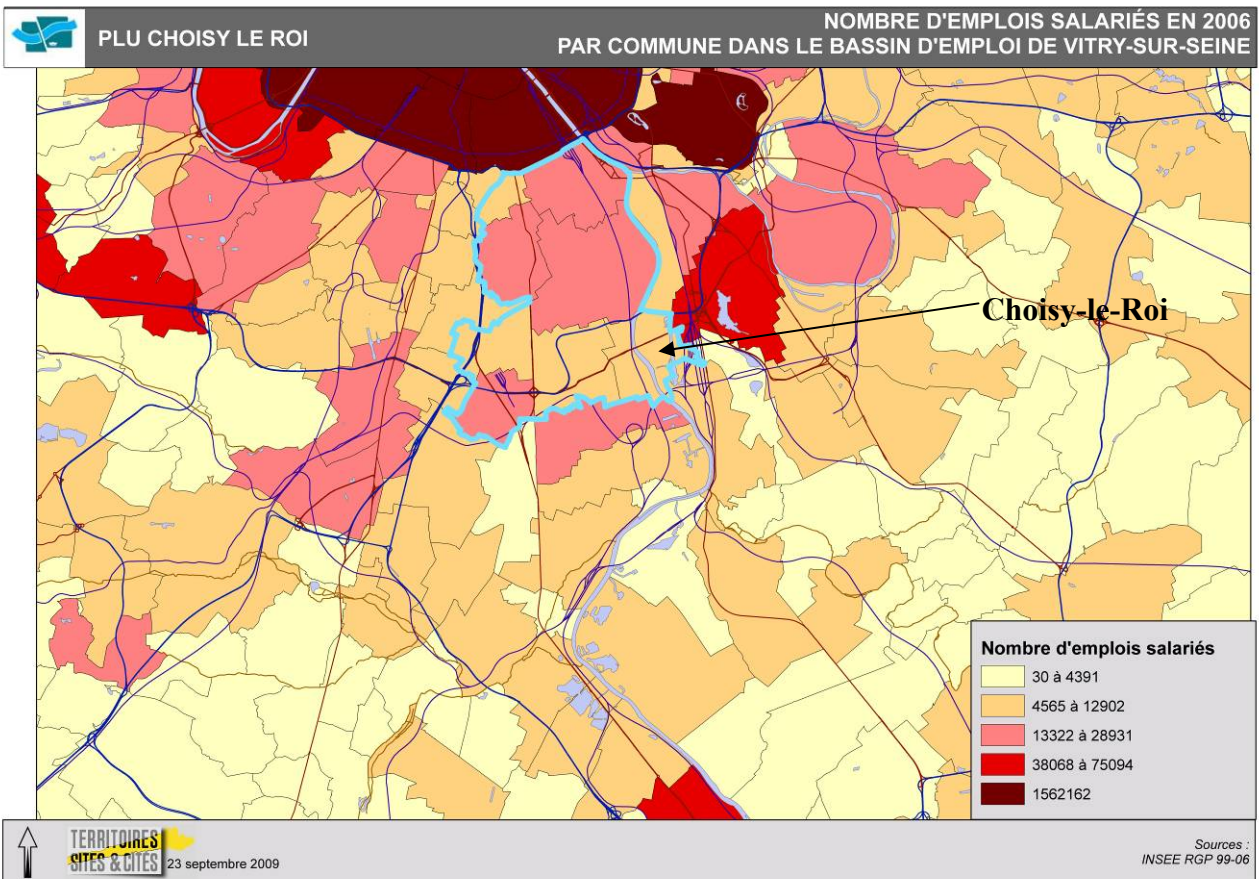 PLU CHOISY LE ROI
NOMBRE D'EMPLOIS SALARIÉS EN 2006
PAR COMMUNE DANS LE BASSIN D'EMPLOI DE VITRY-SUR-SEINE
Choisy-le-Roi
Nombre d'emplois salariés
30 à 4391
4565 à 12902
13322 à 28931
38068 à 75094
1562162
TERRITOIRES
SITES & CITÉS
23 septembre 2009
Sources :
INSEE RGP 99-06